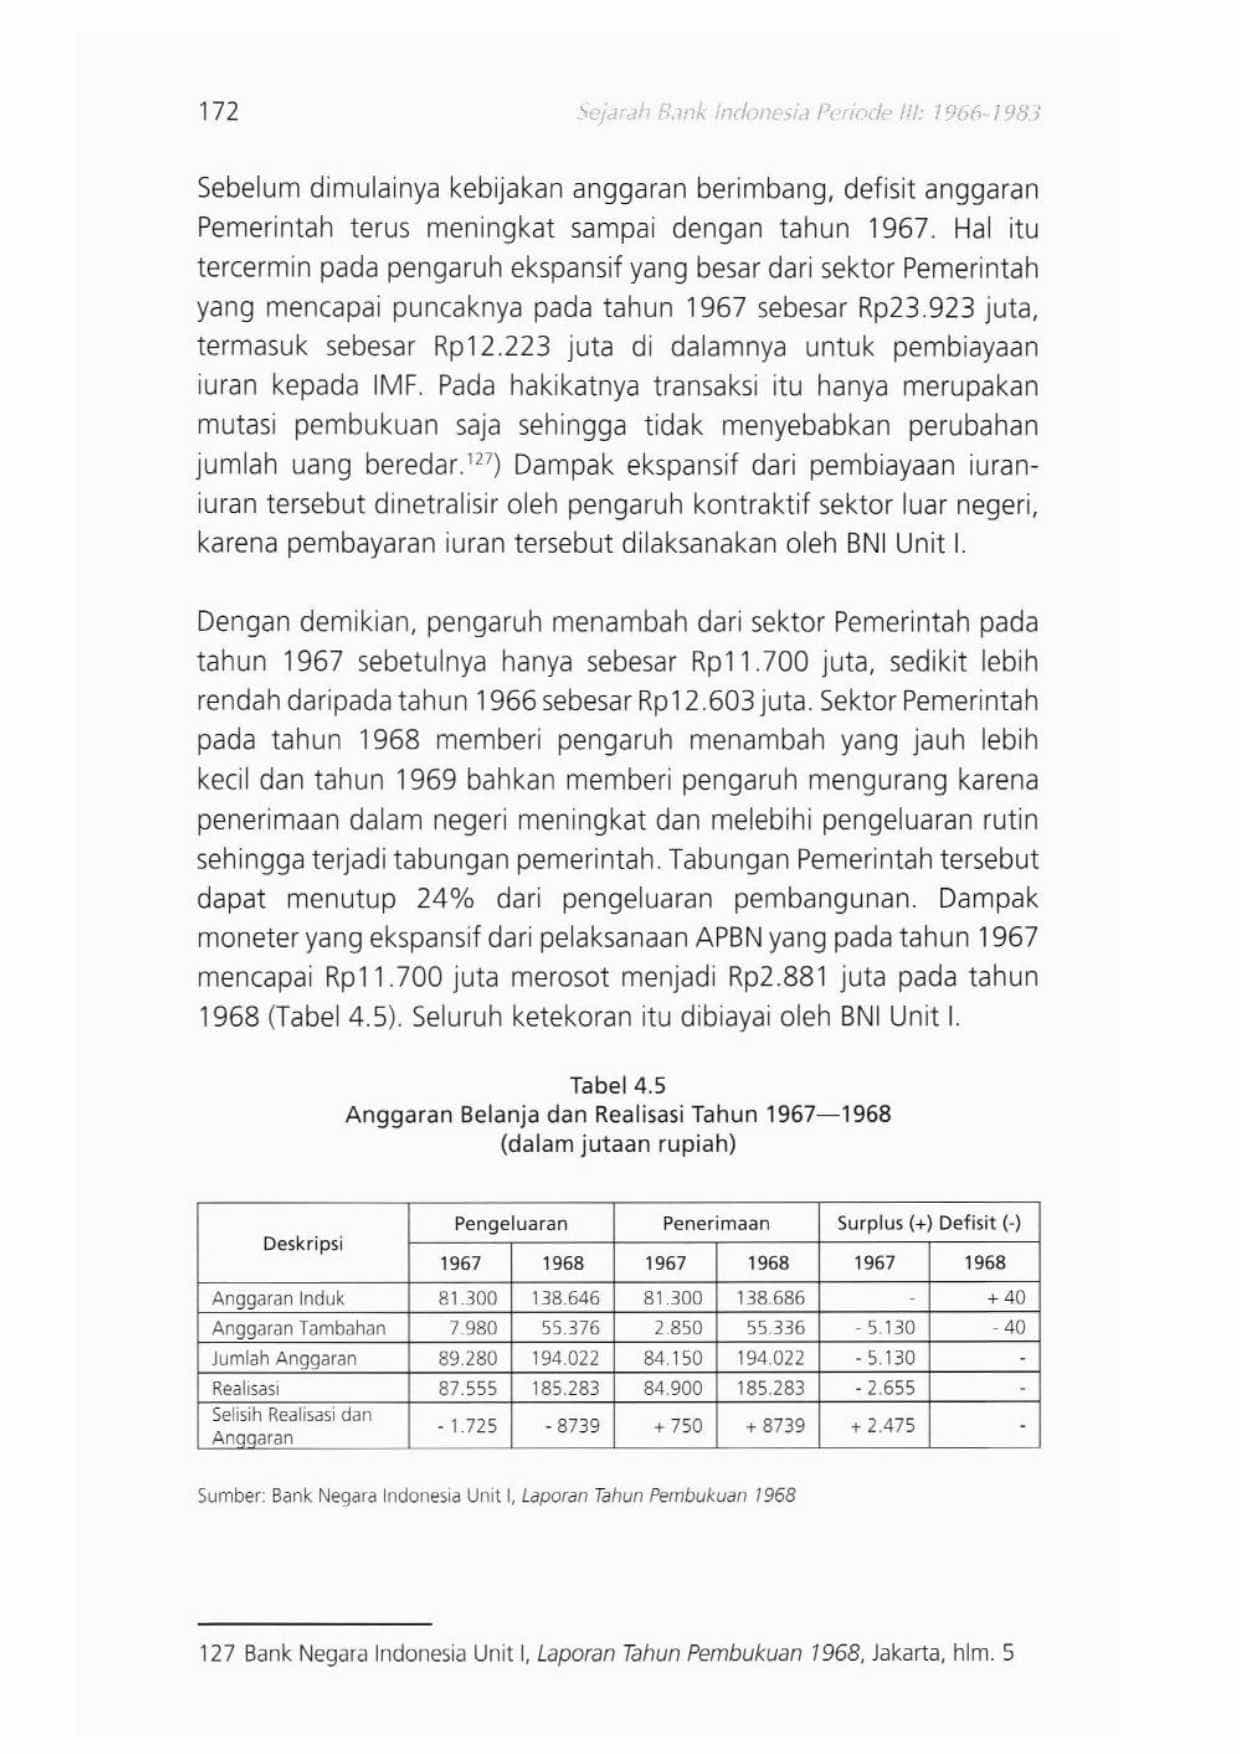 172
Sejarah Bank Indonesia Periode III: 1966-1983
Sebelum dimulainya kebijakan anggaran berimbang, defisit anggaran
Pemerintah terus meningkat sampai dengan tahun 1967. Hal itu
tercermin pada pengaruh ekspansif yang besar dari sektor Pemerintah
yang mencapai puncaknya pada tahun 1967 sebesar Rp23.923 juta,
termasuk sebesar Rp12.223 juta di dalamnya untuk pembiayaan
iuran kepada IMF. Pada hakikatnya transaksi itu hanya merupakan
mutasi pembukuan saja sehingga tidak menyebabkan perubahan
jumlah uang beredar.127) Dampak ekspansif dari pembiayaan iuran-
iuran tersebut dinetralisir oleh pengaruh kontraktif sektor luar negeri,
karena pembayaran iuran tersebut dilaksanakan oleh BNI Unit I.
Dengan demikian, pengaruh menambah dari sektor Pemerintah pada
tahun 1967 sebetulnya hanya sebesar Rp11.700 juta, sedikit lebih
rendah daripada tahun 1966 sebesar Rp12.603 juta. Sektor Pemerintah
pada tahun 1968 memberi pengaruh menambah yang jauh lebih
kecil dan tahun 1969 bahkan memberi pengaruh mengurang karena
penerimaan dalam negeri meningkat dan melebihi pengeluaran rutin
sehingga terjadi tabungan pemerintah. Tabungan Pemerintah tersebut
dapat menutup 24% dari pengeluaran pembangunan. Dampak
moneter yang ekspansif dari pelaksanaan APBN yang pada tahun 1967
mencapai Rp11.700 juta merosot menjadi Rp2.881 juta pada tahun
1968 (Tabel 4.5). Seluruh ketekoran itu dibiayai oleh BNI Unit I.
Tabel 4.5
Anggaran Belanja dan Realisasi Tahun 1967—1968
(dalam jutaan rupiah)
Deskripsi Pengeluaran Penerimaan Surplus (+) Defisit (-)
1967 1968 1967 1968 1967 1968
Anggaran Induk 81.300 138.646 81.300 138.686 - + 40
Anggaran Tambahan 7.980 55.376 2.850 55.336 - 5.130 - 40
Jumlah Anggaran 89.280 194.022 84.150 194.022 - 5.130 -
Realisasi 87.555 185.283 84.900 185.283 - 2.655 -
Selisih Realisasi dan
Anggaran - 1.725 - 8739 + 750 + 8739 + 2.475 -
Sumber: Bank Negara Indonesia Unit I, Laporan Tahun Pembukuan 1968
127 Bank Negara Indonesia Unit I, Laporan Tahun Pembukuan 1968, Jakarta, hlm. 5